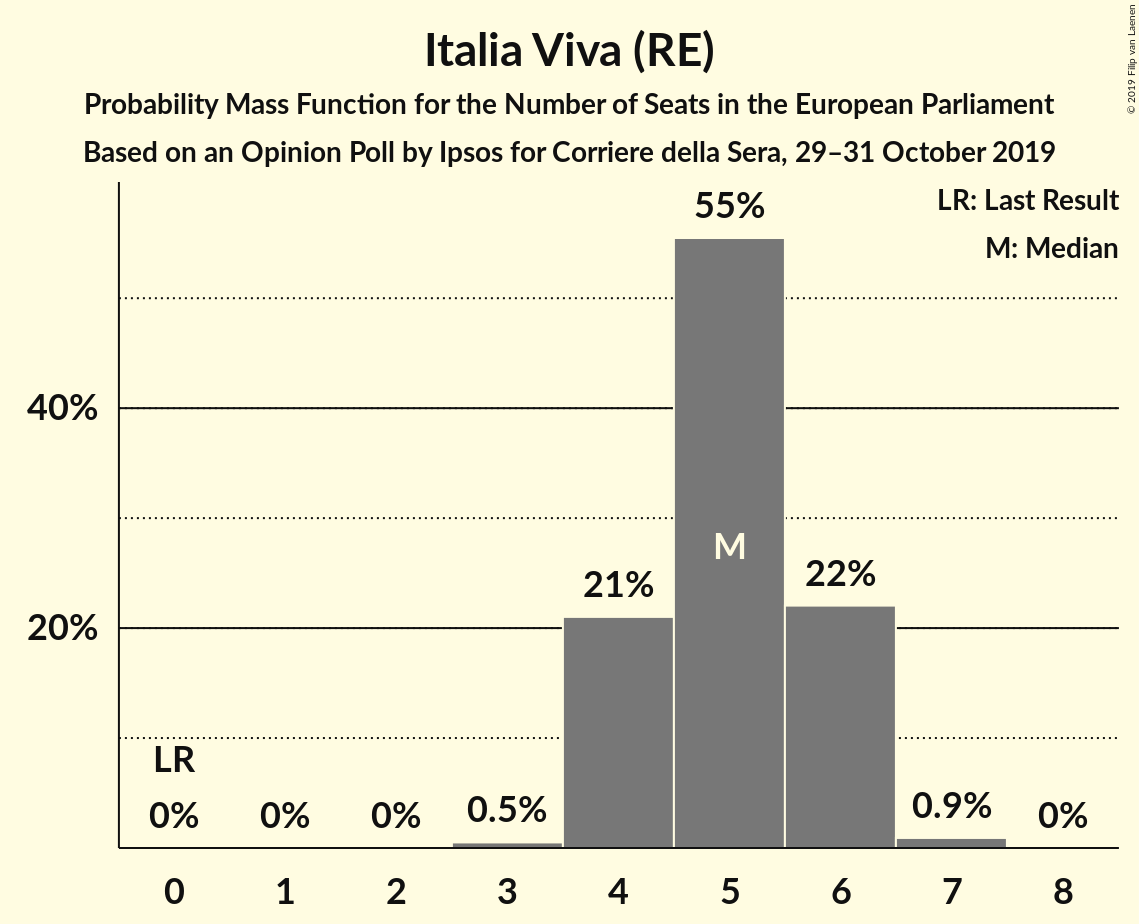 Italia Viva (RE)
Probability Mass Function for the Number of Seats in the European Parliament
Based on an Opinion Poll by Ipsos for Corriere della Sera, 29–31 October 2019
© 2019 Filip van Laenen
LR: Last Result
M: Median
55%
40%
M
21%
22%
20%
LR
0%
0%
0%
0.5%
0.9%
0%
0 1 2 3 4 5 6 7 8